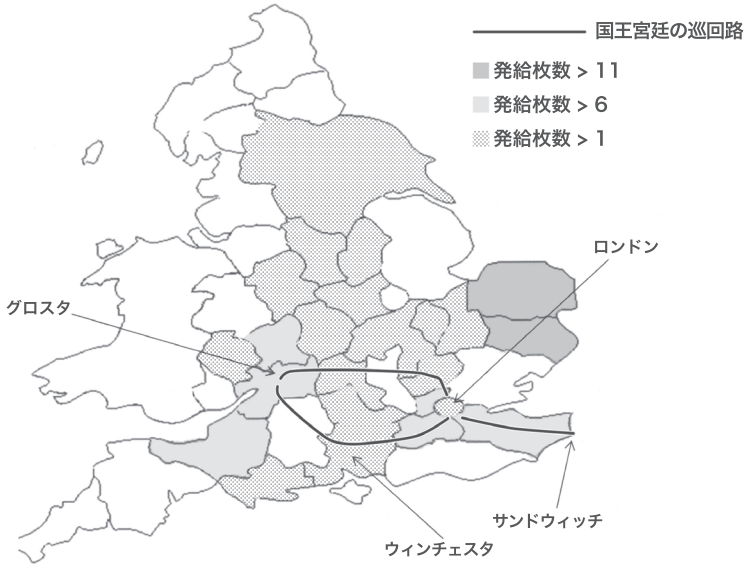 国王宮廷の巡回路
発給枚数 > 11
発給枚数 > 6
発給枚数 > 1
ロンドン
グロスタ
サンドウィッチ
ウィンチェスタ